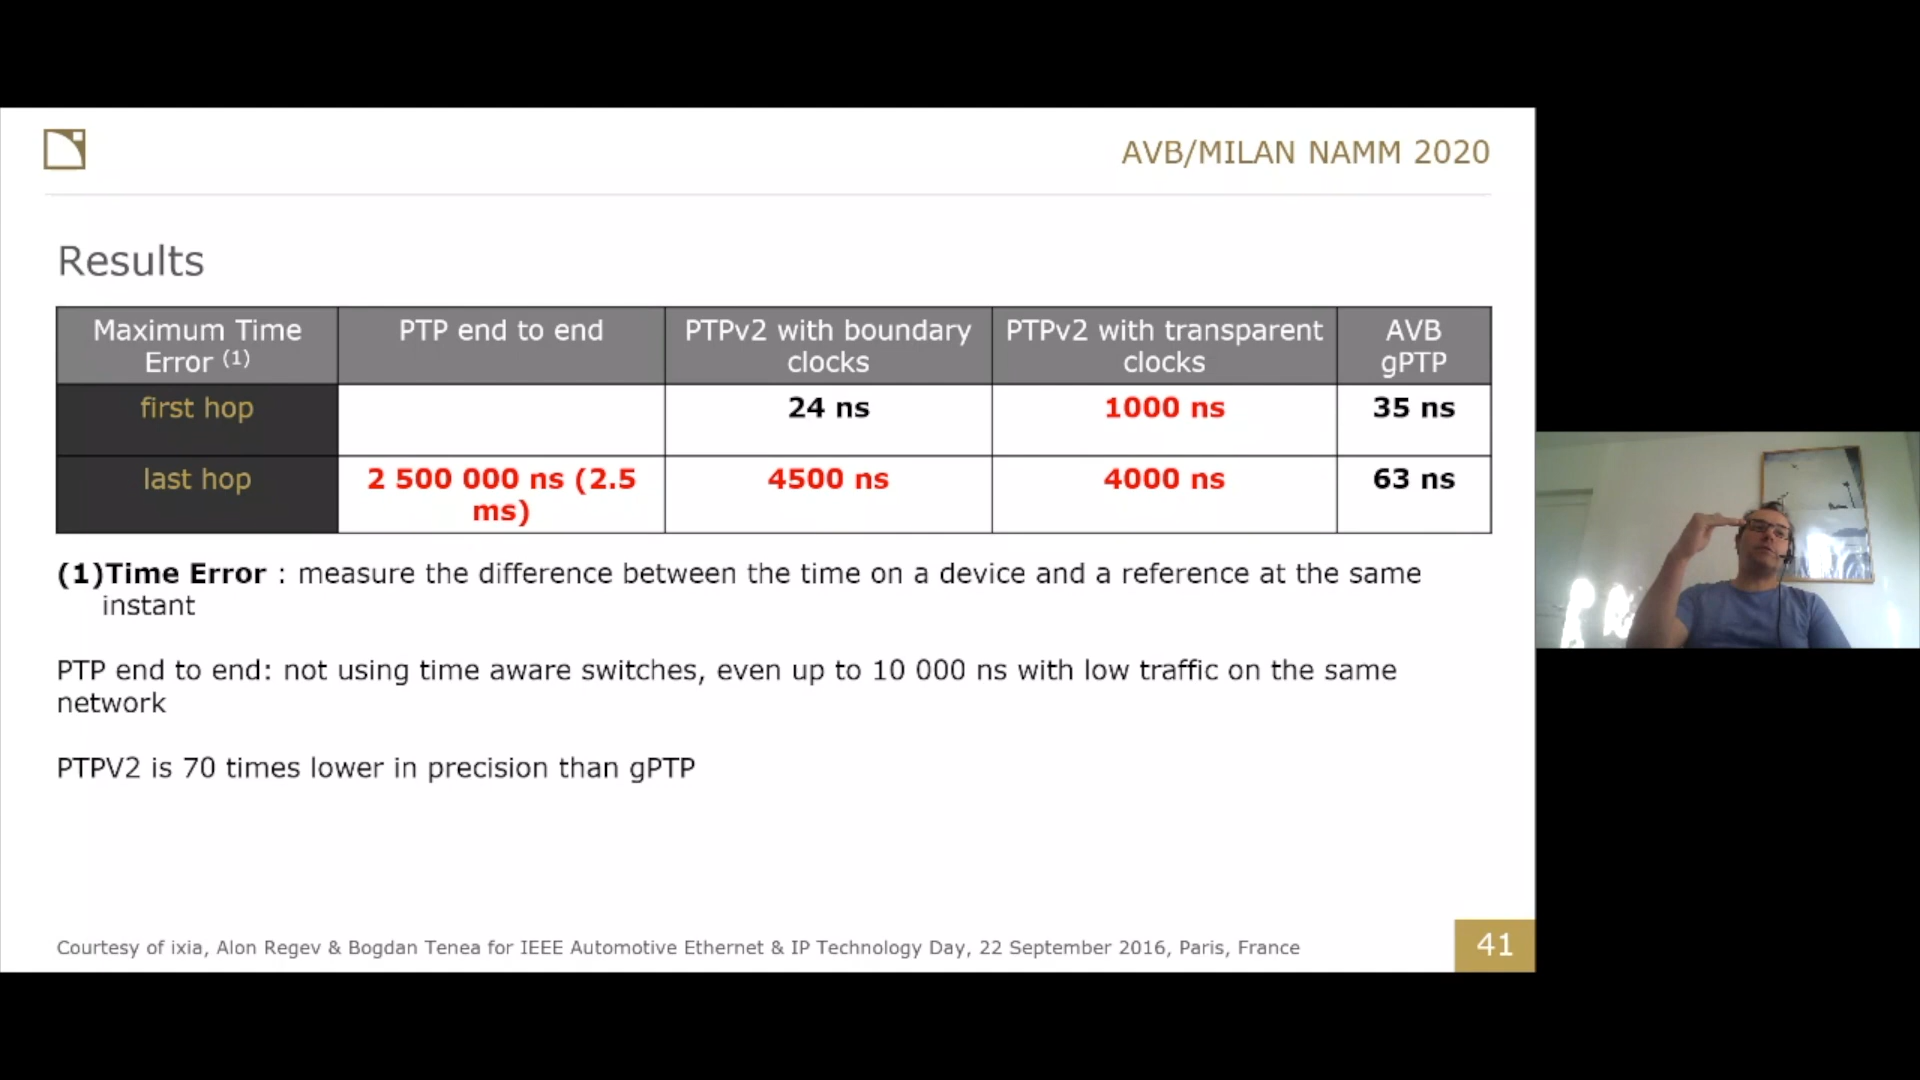 AVB/MILAN NAMM 2020
Results
Maximum Time
Error (1)
PTP end to end
PTPv2 with boundary
clocks
PTPv2 with transparent
clocks
AVB
gPTP
first hop
24 ns
1000 ns
35 ns
last hop
2 500 000 ns (2.5
ms)
4500 ns
4000 ns
63 ns
(1)Time Error : measure the difference between the time on a device and a reference at the same
instant
PTP end to end: not using time aware switches, even up to 10 000 ns with low traffic on the same
network
PTPV2 is 70 times lower in precision than gPTP
Courtesy of ixia, Alon Regev & Bogdan Tenea for IEEE Automotive Ethernet & IP Technology Day, 22 September 2016, Paris, France
41